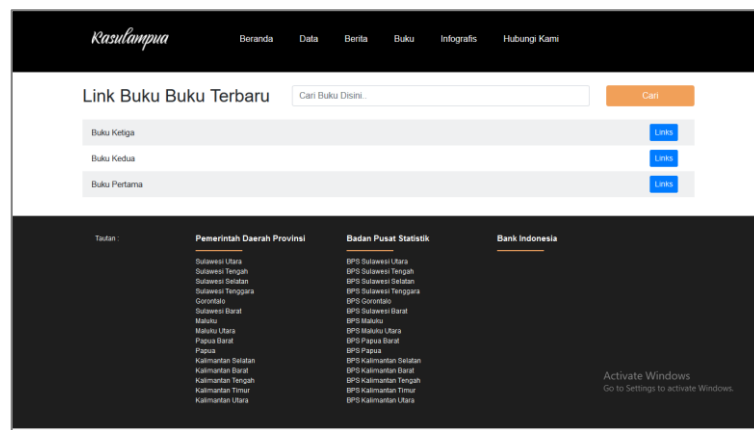 Rasulampua Beranda Data Berita Buku Infografis Hubungi Kami
Link Buku Buku Terbaru Cari Buku Disini.. Cari
Buku Ketiga Links
Buku Kedua Links
Buku Pertama Links
Tautan : Pemerintah Daerah Provinsi Badan Pusat Statistik Bank Indonesia
Sulawesi Utara BPS Sulawesi Utara
Sulawesi Tengah BPS Sulawesi Tengah
Sulawesi Selatan BPS Sulawesi Selatan
Sulawesi Tenggara BPS Sulawesi Tenggara
Gorontalo BPS Gorontalo
Sulawesi Barat BPS Sulawesi Barat
Maluku BPS Maluku
Maluku Utara BPS Maluku Utara
Papua Barat BPS Papua Barat
Papua BPS Papua
Kalimantan Selatan BPS Kalimantan Selatan
Kalimantan Barat BPS Kalimantan Barat
Kalimantan Tengah BPS Kalimantan Tengah
Kalimantan Timur BPS Kalimantan Timur
Kalimantan Utara BPS Kalimantan Utara
Activate Windows
Go to Settings to activate Windows.